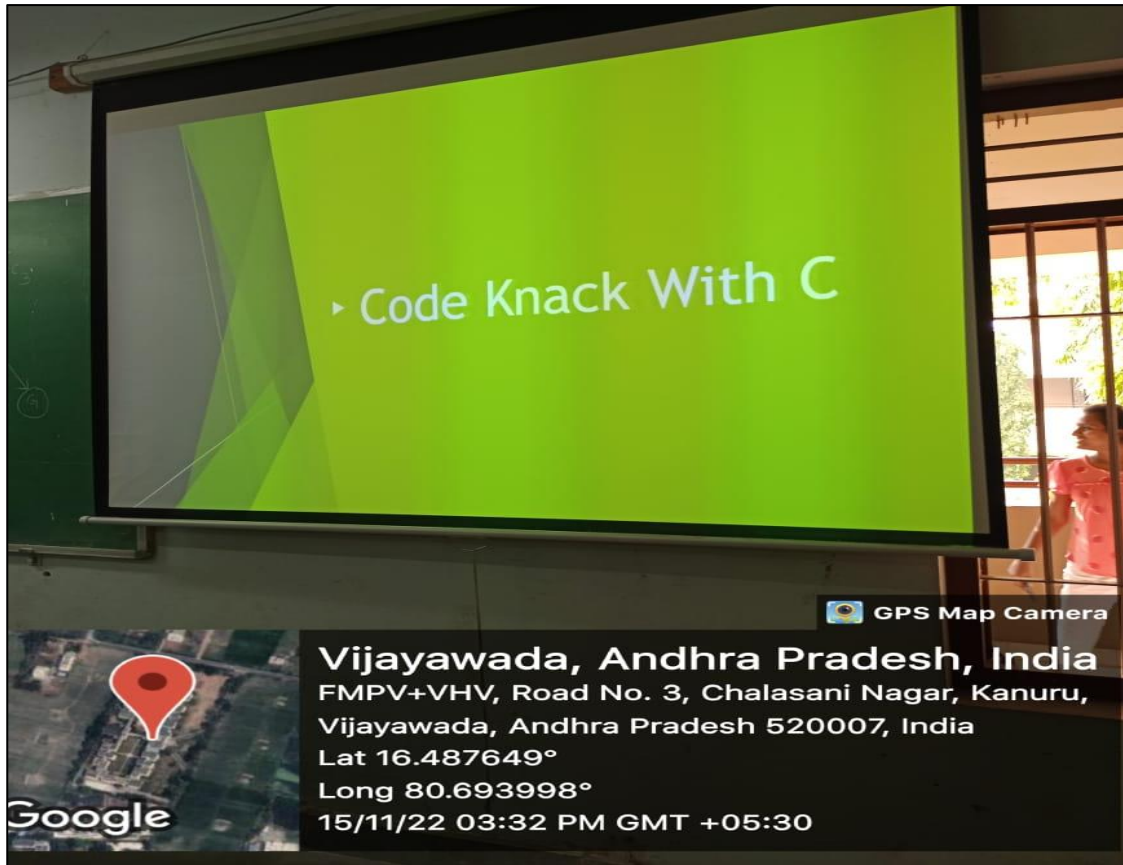 ▸ Code Knack With C
G
GPS Map Camera
Vijayawada, Andhra Pradesh, India
FMPV+VHV, Road No. 3, Chalasani Nagar, Kanuru,
Vijayawada, Andhra Pradesh 520007, India
Lat 16.487649°
Long 80.693998°
15/11/22 03:32 PM GMT +05:30
Google